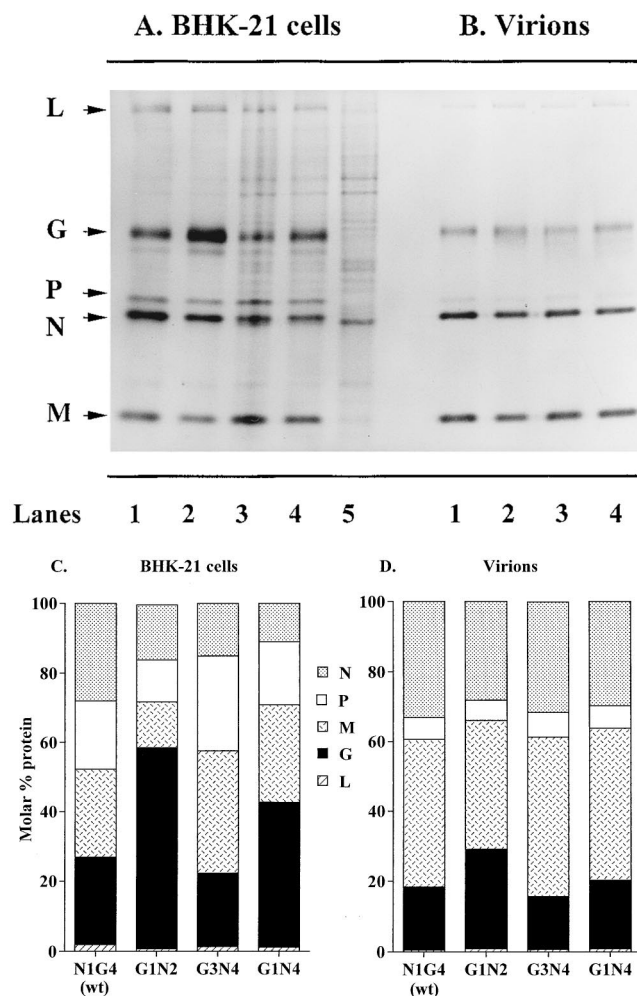 A. BHK-21 cells B. Virions
L
G
P
N
M
Lanes 1 2 3 4 5 1 2 3 4
C. BHK-21 cells D. Virions
Molar % protein
100
80
60
40
20
0
N1G4 (wt) G1N2 G3N4 G1N4
N
P
M
G
L
100
80
60
40
20
0
N1G4 (wt) G1N2 G3N4 G1N4